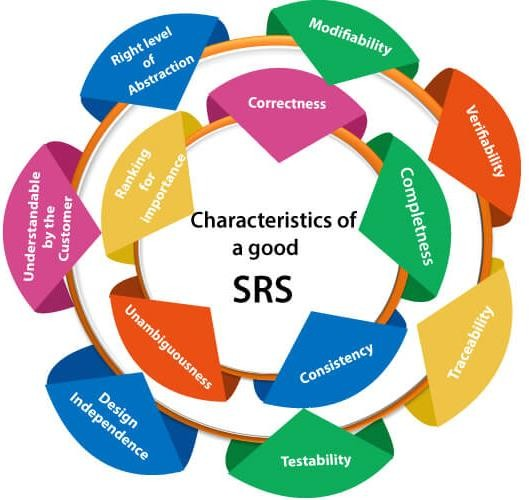 Characteristics of
a good
SRS
Correctness
Completness
Consistency
Unambiguousness
Ranking
for
importance
Modifiability
Verifiability
Traceability
Testability
Design
Independence
Understandable
by the
Customer
Right level
of
Abstraction